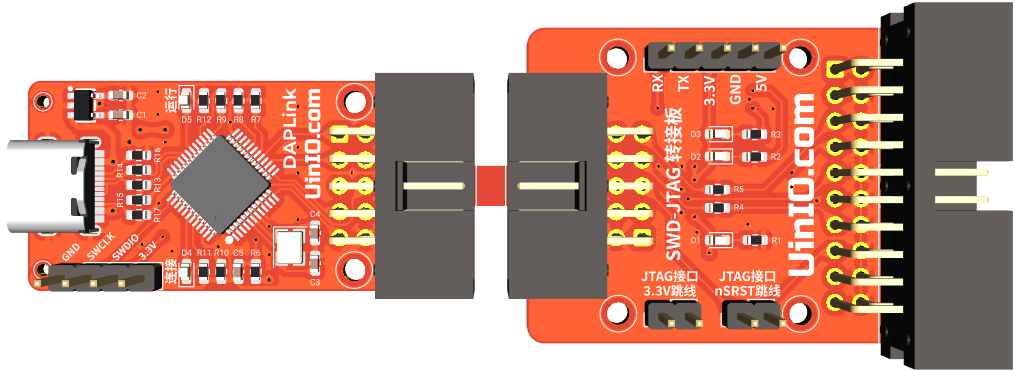 C2
C1
运行
D5
R12
R9
R8
R7
DAPLink
UinIO.com
R16
R14
R13
R15
R17
GND
SWCLK
SWDIO
3.3V
连接
D4
R11
R10
C5
R6
C4
C3
RX
TX
3.3V
GND
5V
SWD-JTAG 转接板
UinIO.com
D3
R3
D2
R2
R5
R4
D1
R1
JTAG接口
3.3V跳线
JTAG接口
nSRST跳线